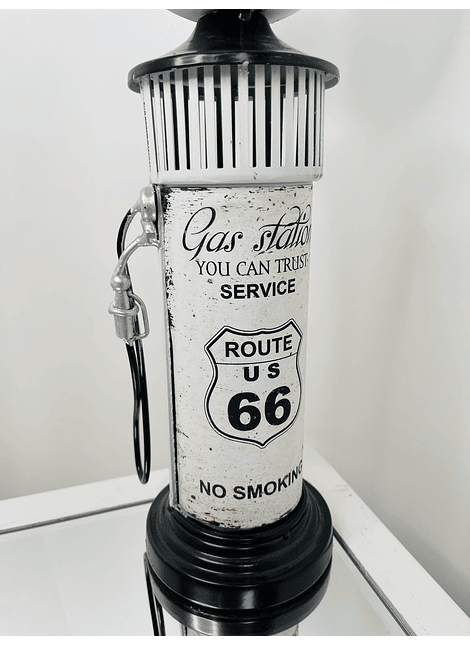 Gas station
YOU CAN TRUST
SERVICE
ROUTE
US
66
NO SMOKING